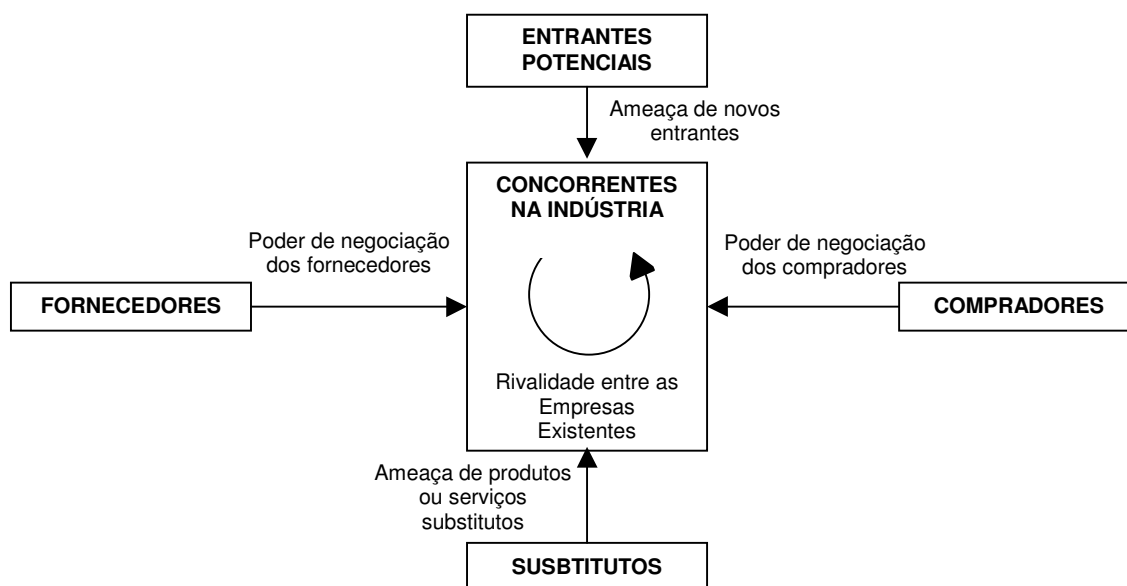 ENTRANTES
POTENCIAIS
Ameaça de novos
entrantes
CONCORRENTES
NA INDÚSTRIA
Poder de negociação
dos fornecedores
Poder de negociação
dos compradores
FORNECEDORES
COMPRADORES
Rivalidade entre as
Empresas
Existentes
Ameaça de produtos
ou serviços
substitutos
SUSBTITUTOS